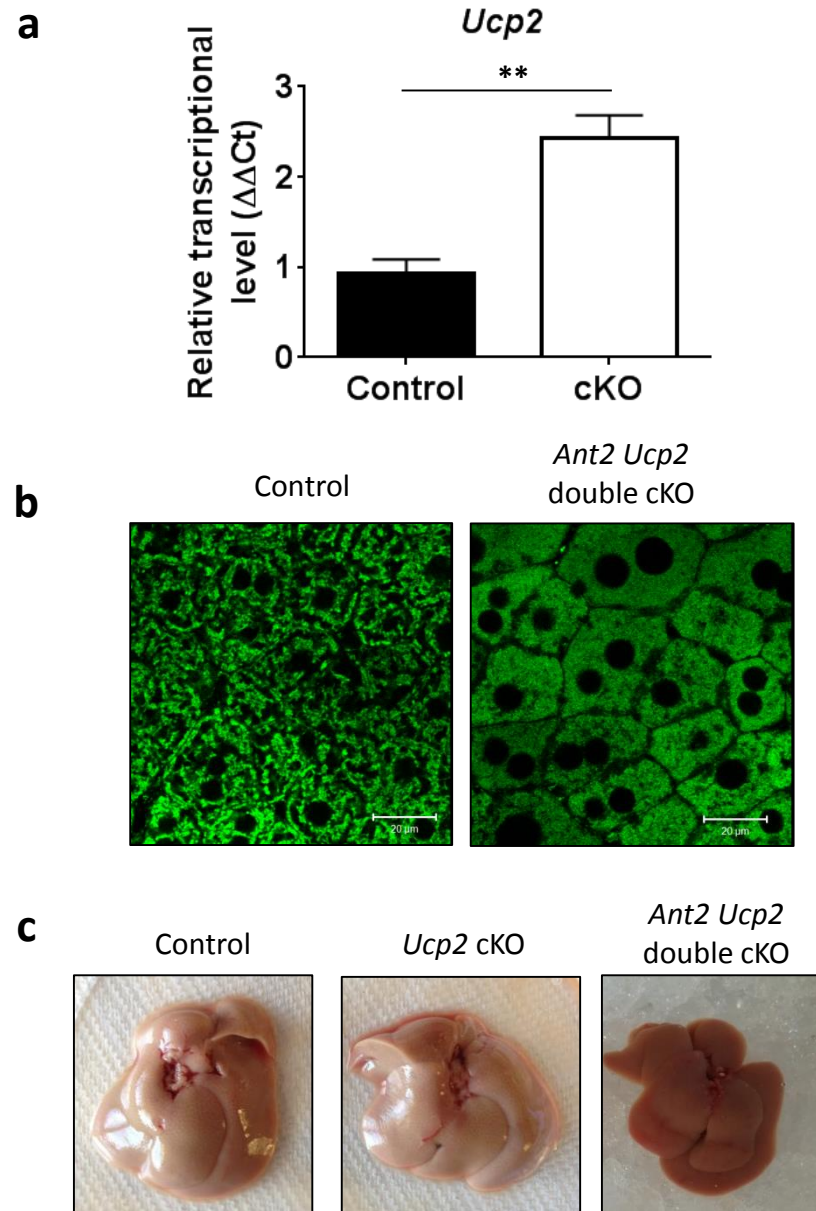 a
Ucp2
Relative transcriptional
level (ΔΔCt)
**
3
2
1
0
Control
cKO
b
Control
Ant2 Ucp2
double cKO
20 µm
20 µm
c
Control
Ucp2 cKO
Ant2 Ucp2
double cKO